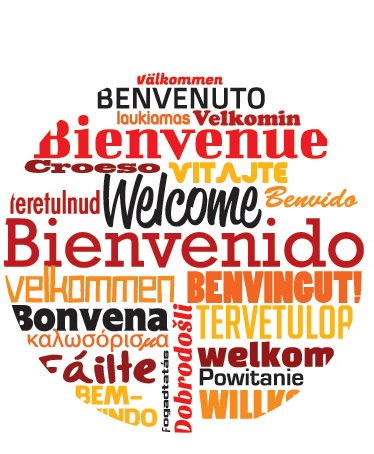 Välkommen
BENVENUTO
laukiamas Velkomin
Bienvenue
Croeso VITAJTE
teretulnud Welcome Benvido
Bienvenido
velkommen BENVINGUT!
Bonvena TERVETULOA
καλωσόρισμα
Fáilte
Fogadtatás
Dobrodošli
welkom
Powitanie
BEM-
VINDO
WILLKO